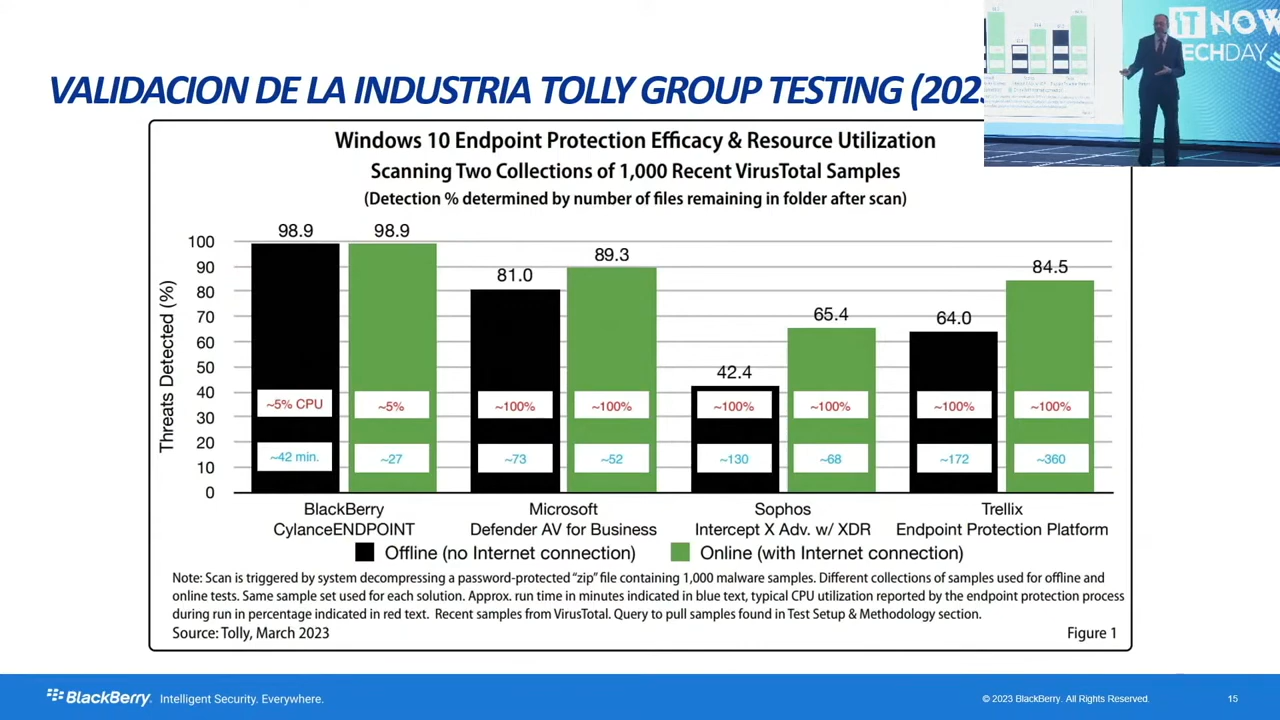 VALIDACION DE LA INDUSTRIA TOLLY GROUP TESTING (202
IT NOW
TECHDAY
Windows 10 Endpoint Protection Efficacy & Resource Utilization
Scanning Two Collections of 1,000 Recent VirusTotal Samples
(Detection % determined by number of files remaining in folder after scan)
Threats Detected (%)
100
90
80
70
60
50
40
30
20
10
0
98.9 98.9 81.0 89.3 42.4 65.4 64.0 84.5
~5% CPU ~5% ~100% ~100% ~100% ~100% ~100% ~100%
~42 min. ~27 ~73 ~52 ~130 ~68 ~172 ~360
BlackBerry Microsoft Sophos Trellix
CylanceENDPOINT Defender AV for Business Intercept X Adv. w/ XDR Endpoint Protection Platform
Offline (no Internet connection) Online (with Internet connection)
Note: Scan is triggered by system decompressing a password-protected "zip" file containing 1,000 malware samples. Different collections of samples used for offline and
online tests. Same sample set used for each solution. Approx. run time in minutes indicated in blue text, typical CPU utilization reported by the endpoint protection process
during run in percentage indicated in red text. Recent samples from VirusTotal. Query to pull samples found in Test Setup & Methodology section.
Source: Tolly, March 2023 Figure 1
BlackBerry. Intelligent Security. Everywhere. © 2023 BlackBerry. All Rights Reserved. 15